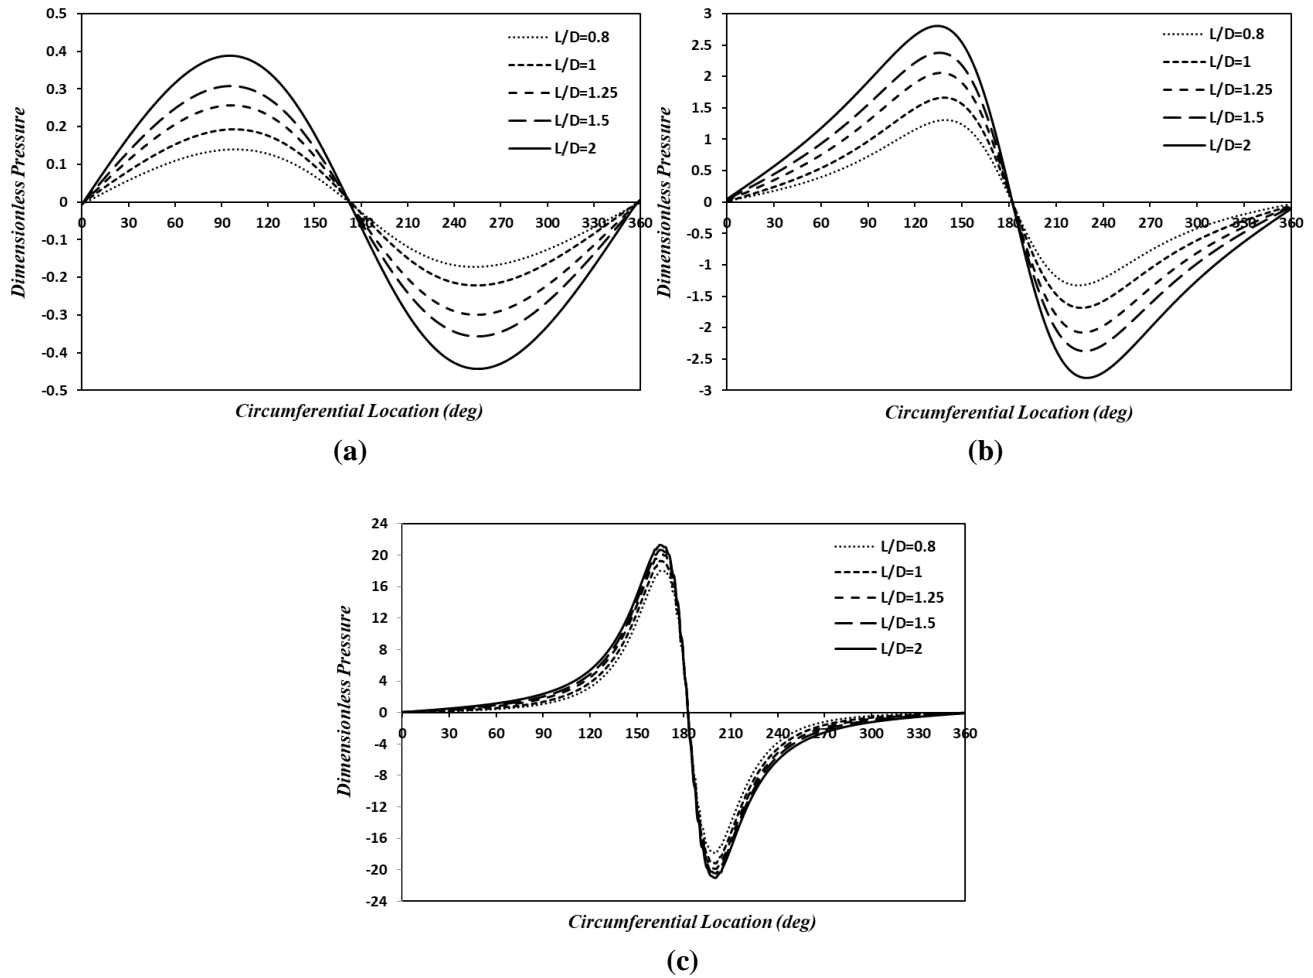 0.5
0.4
0.3
0.2
0.1
0
-0.1
-0.2
-0.3
-0.4
-0.5
0 30 60 90 120 150 180 210 240 270 300 330 360
Dimensionless Pressure
Circumferential Location (deg)
L/D=0.8
L/D=1
L/D=1.25
L/D=1.5
L/D=2
(a)
3
2.5
2
1.5
1
0.5
0
-0.5
-1
-1.5
-2
-2.5
-3
0 30 60 90 120 150 180 210 240 270 300 330 360
Dimensionless Pressure
Circumferential Location (deg)
L/D=0.8
L/D=1
L/D=1.25
L/D=1.5
L/D=2
(b)
24
20
16
12
8
4
0
-4
-8
-12
-16
-20
-24
0 30 60 90 120 150 180 210 240 270 300 330 360
Dimensionless Pressure
Circumferential Location (deg)
L/D=0.8
L/D=1
L/D=1.25
L/D=1.5
L/D=2
(c)